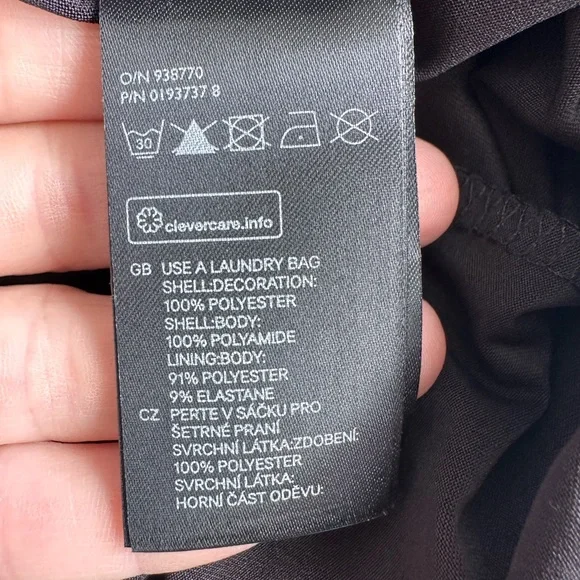 O/N 938770
P/N 0193737 8
30
clevercare.info
GB USE A LAUNDRY BAG
SHELL:DECORATION:
100% POLYESTER
SHELL:BODY:
100% POLYAMIDE
LINING:BODY:
91% POLYESTER
9% ELASTANE
CZ PERTE V SÁČKU PRO
ŠETRNÉ PRANÍ
SVRCHNÍ LÁTKA:ZDOBENÍ:
100% POLYESTER
SVRCHNÍ LÁTKA:
HORNÍ ČÁST ODĚVU: